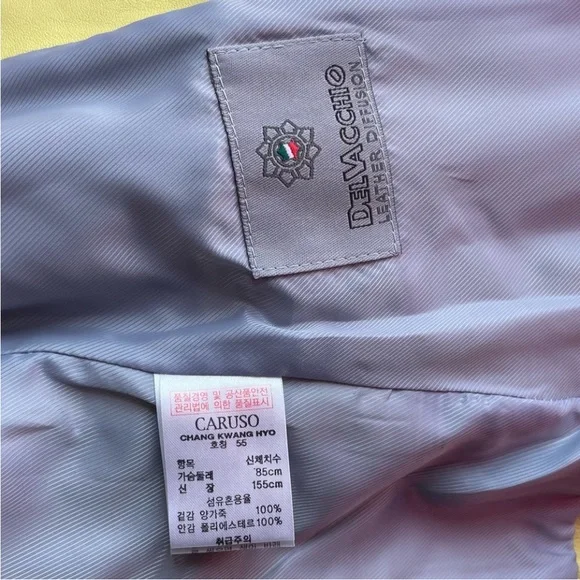 DELVACCHIO
LEATHER DIFFUSION
품질경영 및 공산품안전
관리법에 의한 품질표시
CARUSO
CHANG KWANG HYO
호칭 55
항목 신체치수
가슴둘레 85cm
신 장 155cm
섬유혼용율
겉감 양가죽 100%
안감 폴리에스테르100%
취급주의